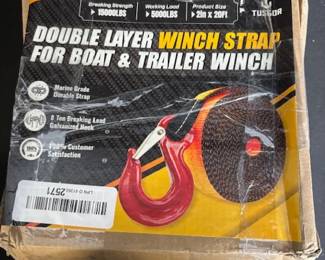 Breaking Strength
15000LBS
Working Load
5000LBS
Product Size
2in X 20Ft
TUSGOR
DOUBLE LAYER WINCH STRAP
FOR BOAT & TRAILER WINCH
Marine Grade
Durable Strap
8 Ton Breaking Load
Galvanized Hook
Customer
Satisfaction
2571